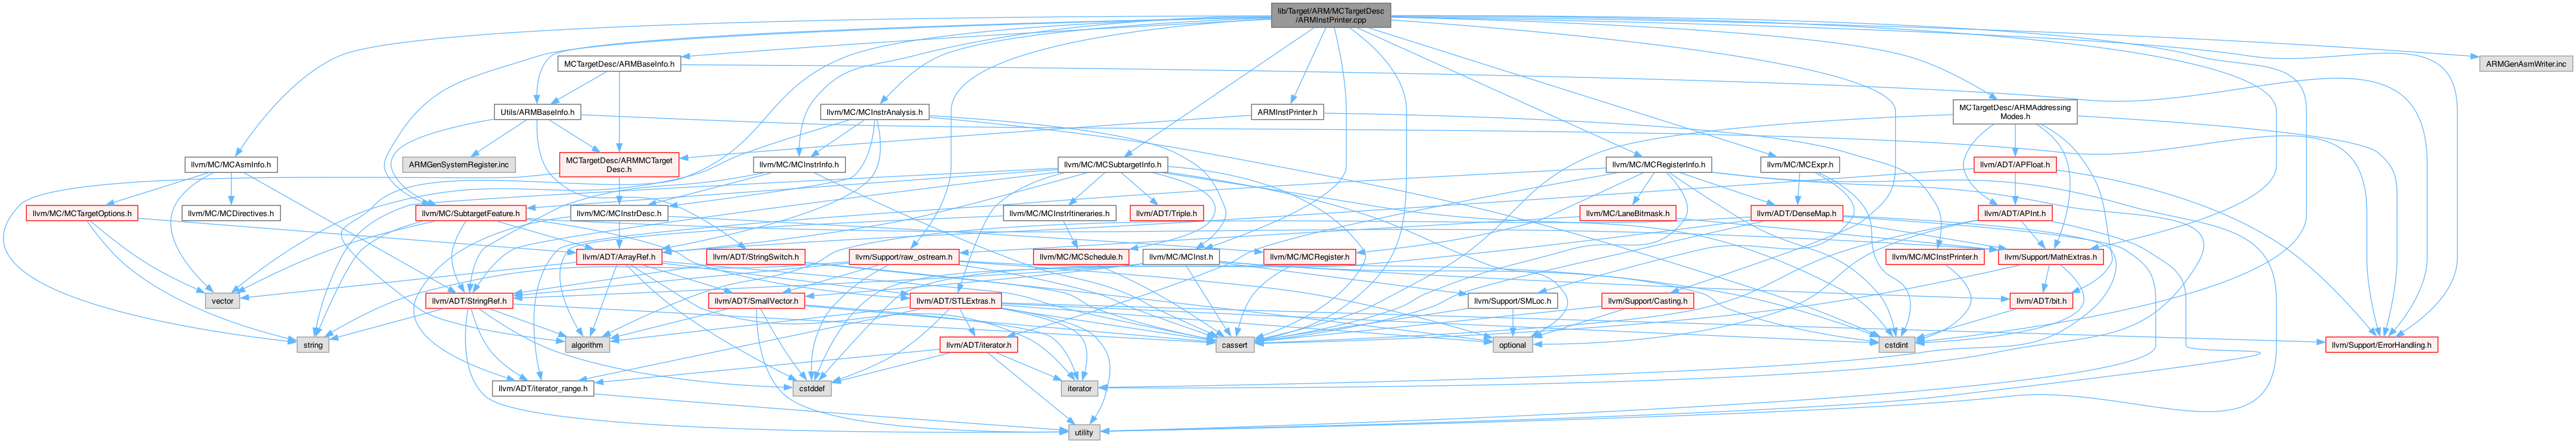 lib/Target/ARM/MCTargetDesc
/ARMInstPrinter.cpp
MCTargetDesc/ARMBaseInfo.h
ARMGenAsmWriter.inc
Utils/ARMBaseInfo.h
llvm/MC/MCInstrAnalysis.h
ARMInstPrinter.h
MCTargetDesc/ARMAddressing
Modes.h
llvm/MC/MCAsmInfo.h
ARMGenSystemRegister.inc
MCTargetDesc/ARMMCTarget
Desc.h
llvm/MC/MCInstrInfo.h
llvm/MC/MCSubtargetInfo.h
llvm/MC/MCRegisterInfo.h
llvm/MC/MCExpr.h
llvm/ADT/APFloat.h
llvm/MC/MCTargetOptions.h
llvm/MC/MCDirectives.h
llvm/MC/SubtargetFeature.h
llvm/MC/MCInstrDesc.h
llvm/MC/MCInstrItineraries.h
llvm/ADT/Triple.h
llvm/MC/LaneBitmask.h
llvm/ADT/DenseMap.h
llvm/ADT/APInt.h
llvm/ADT/ArrayRef.h
llvm/ADT/StringSwitch.h
llvm/Support/raw_ostream.h
llvm/MC/MCSchedule.h
llvm/MC/MCInst.h
llvm/MC/MCRegister.h
llvm/MC/MCInstPrinter.h
llvm/Support/MathExtras.h
vector
llvm/ADT/StringRef.h
llvm/ADT/SmallVector.h
llvm/ADT/STLExtras.h
llvm/Support/SMLoc.h
llvm/Support/Casting.h
llvm/ADT/bit.h
string
algorithm
llvm/ADT/iterator.h
cassert
optional
cstdint
llvm/Support/ErrorHandling.h
llvm/ADT/iterator_range.h
cstddef
iterator
utility